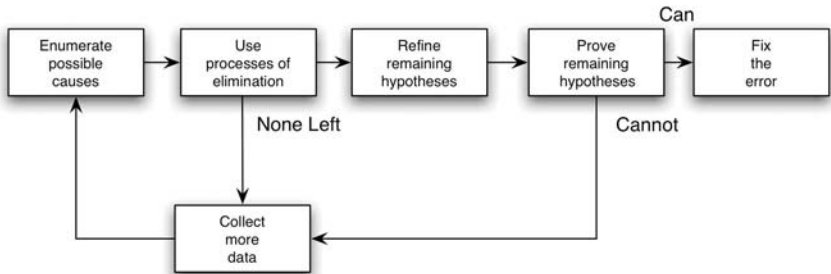 Can
Enumerate
possible
causes
Use
processes of
elimination
Refine
remaining
hypotheses
Prove
remaining
hypotheses
Fix
the
error
None Left
Cannot
Collect
more
data